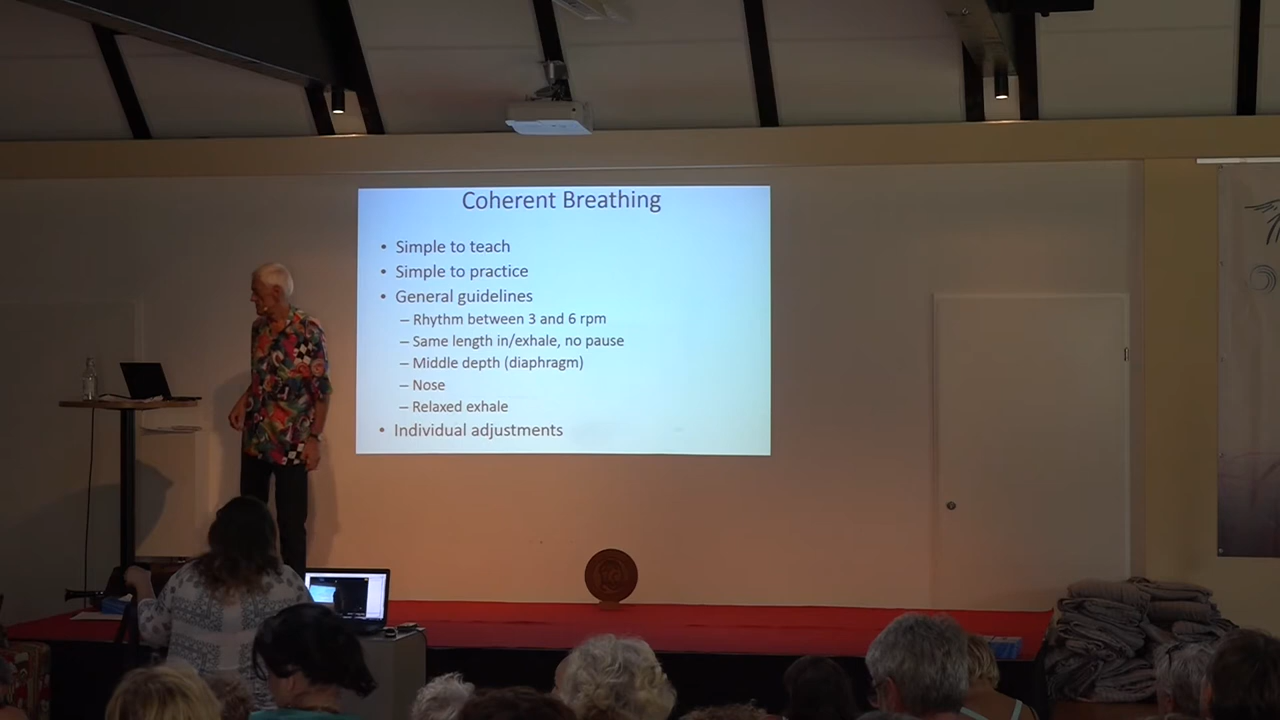 Coherent Breathing
• Simple to teach
• Simple to practice
• General guidelines
– Rhythm between 3 and 6 rpm
– Same length in/exhale, no pause
– Middle depth (diaphragm)
– Nose
– Relaxed exhale
• Individual adjustments